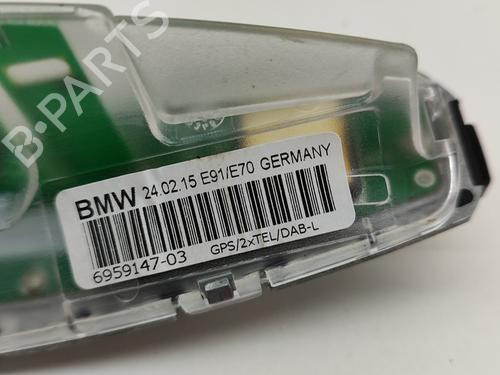 B-PARTS
BMW 24.02.15 E91/E70 GERMANY
6959147-03
GPS/2xTEL/DAB-L